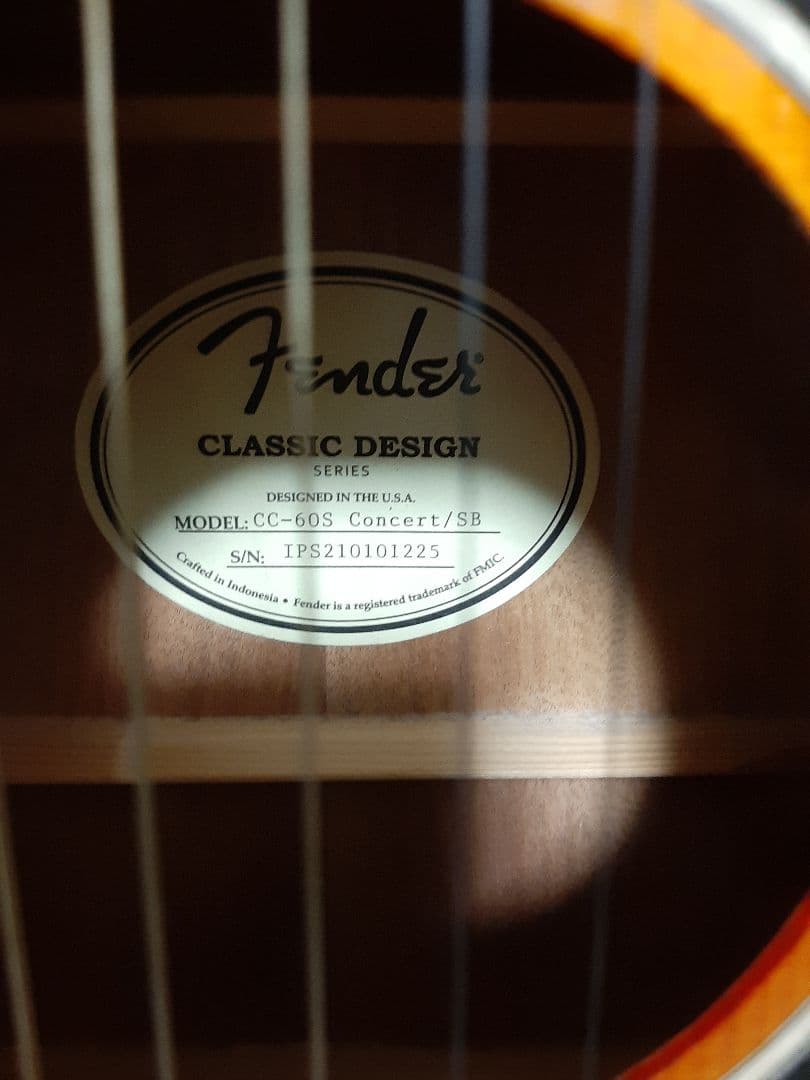 Fender
CLASSIC DESIGN
SERIES
DESIGNED IN THE U.S.A.
MODEL: CC-60S Concert/SB
S/N: IPS210101225
Crafted in Indonesia • Fender is a registered trademark of FMIC.